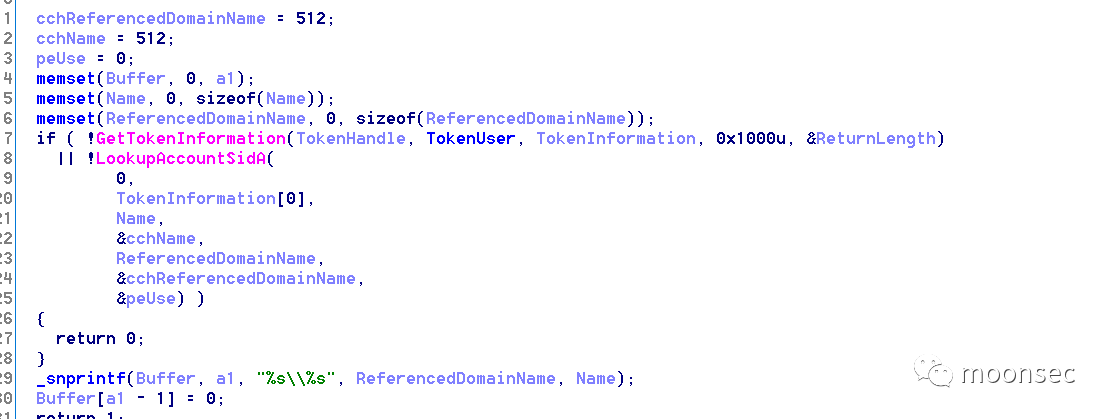 1 cchReferencedDomainName = 512;
2 cchName = 512;
3 peUse = 0;
4 memset(Buffer, 0, a1);
5 memset(Name, 0, sizeof(Name));
6 memset(ReferencedDomainName, 0, sizeof(ReferencedDomainName));
7 if ( !GetTokenInformation(TokenHandle, TokenUser, TokenInformation, 0x1000u, &ReturnLength)
8 || !LookupAccountSidA(
9 0,
20 TokenInformation[0],
21 Name,
22 &cchName,
23 ReferencedDomainName,
24 &cchReferencedDomainName,
25 &peUse) )
26 {
27 return 0;
28 }
29 _snprintf(Buffer, a1, "%s\\%s", ReferencedDomainName, Name);
30 Buffer[a1 - 1] = 0;
31 return 1;
moonsec